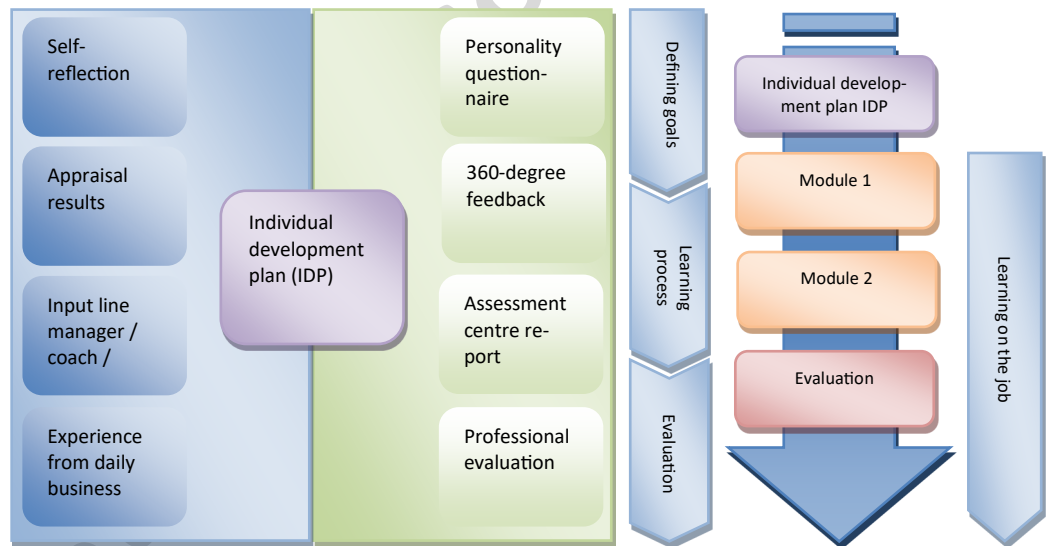 Self-
reflection
Appraisal
results
Input line
manager /
coach /
Experience
from daily
business
Individual
development
plan (IDP)
Personality
question-
naire
360-degree
feedback
Assessment
centre re-
port
Professional
evaluation
Defining goals
Learning
process
Evaluation
Individual develop-
ment plan IDP
Module 1
Module 2
Evaluation
Learning on the job